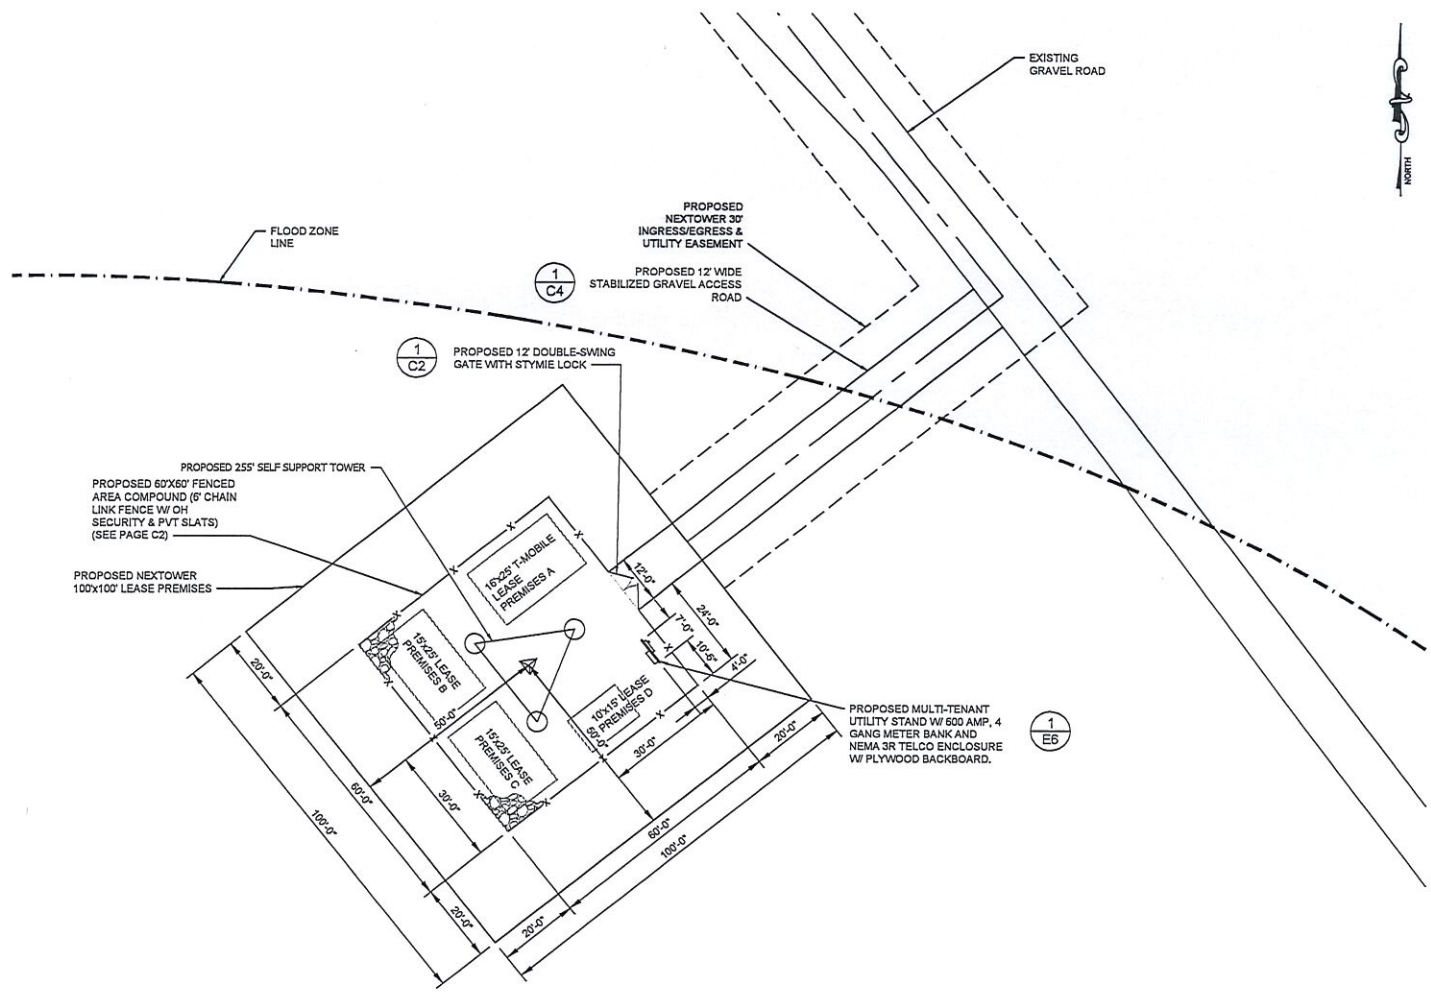 EXISTING
GRAVEL ROAD
NORTH
PROPOSED
NEXTOWER 30'
INGRESS/EGRESS &
UTILITY EASEMENT
FLOOD ZONE
LINE
1
C4
PROPOSED 12' WIDE
STABILIZED GRAVEL ACCESS
ROAD
1
C2
PROPOSED 12' DOUBLE-SWING
GATE WITH STYMIE LOCK
PROPOSED 255' SELF SUPPORT TOWER
PROPOSED 60'X60' FENCED
AREA COMPOUND (6' CHAIN
LINK FENCE W/ OH
SECURITY & PVT SLATS)
(SEE PAGE C2)
PROPOSED NEXTOWER
100'x100' LEASE PREMISES
16'x25' T-MOBILE
LEASE
PREMISES A
12'-0"
24'-0"
7'-0"
10'-6"
4'-0"
15'x25' LEASE
PREMISES B
20'-0"
50'-0"
10'x15' LEASE
PREMISES D
50'-0"
30'-0"
20'-0"
15'x25' LEASE
PREMISES C
PROPOSED MULTI-TENANT
UTILITY STAND W/ 600 AMP, 4
GANG METER BANK AND
NEMA 3R TELCO ENCLOSURE
W/ PLYWOOD BACKBOARD.
1
E6
60'-0"
30'-0"
100'-0"
60'-0"
100'-0"
20'-0"
20'-0"
X
X
X
X
X
X
X
X
X
X
X